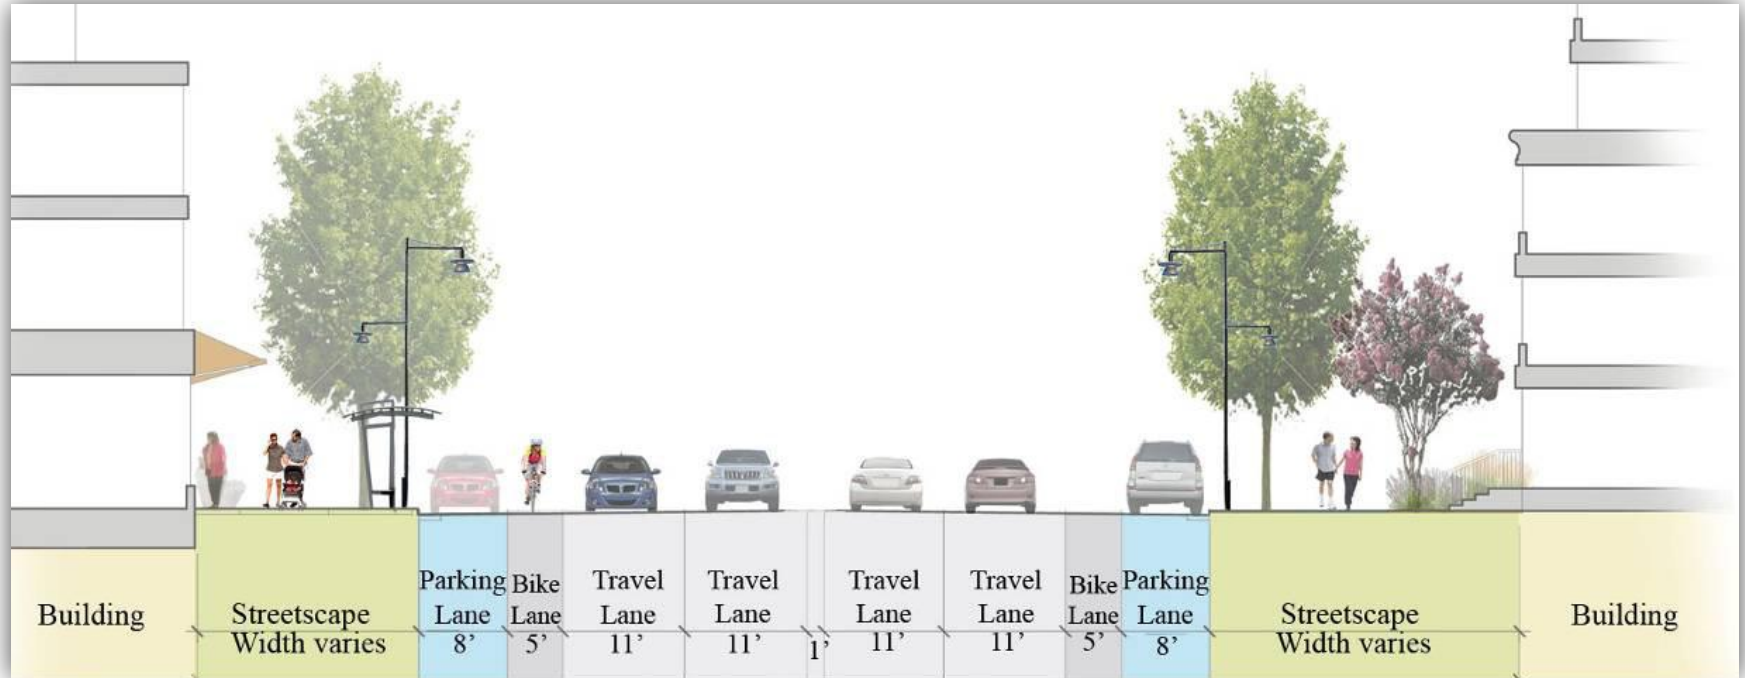 Building
Streetscape
Width varies
Parking
Lane
8’
Bike
Lane
5’
Travel
Lane
11’
Travel
Lane
11’
1’
Travel
Lane
11’
Travel
Lane
11’
Bike
Lane
5’
Parking
Lane
8’
Streetscape
Width varies
Building